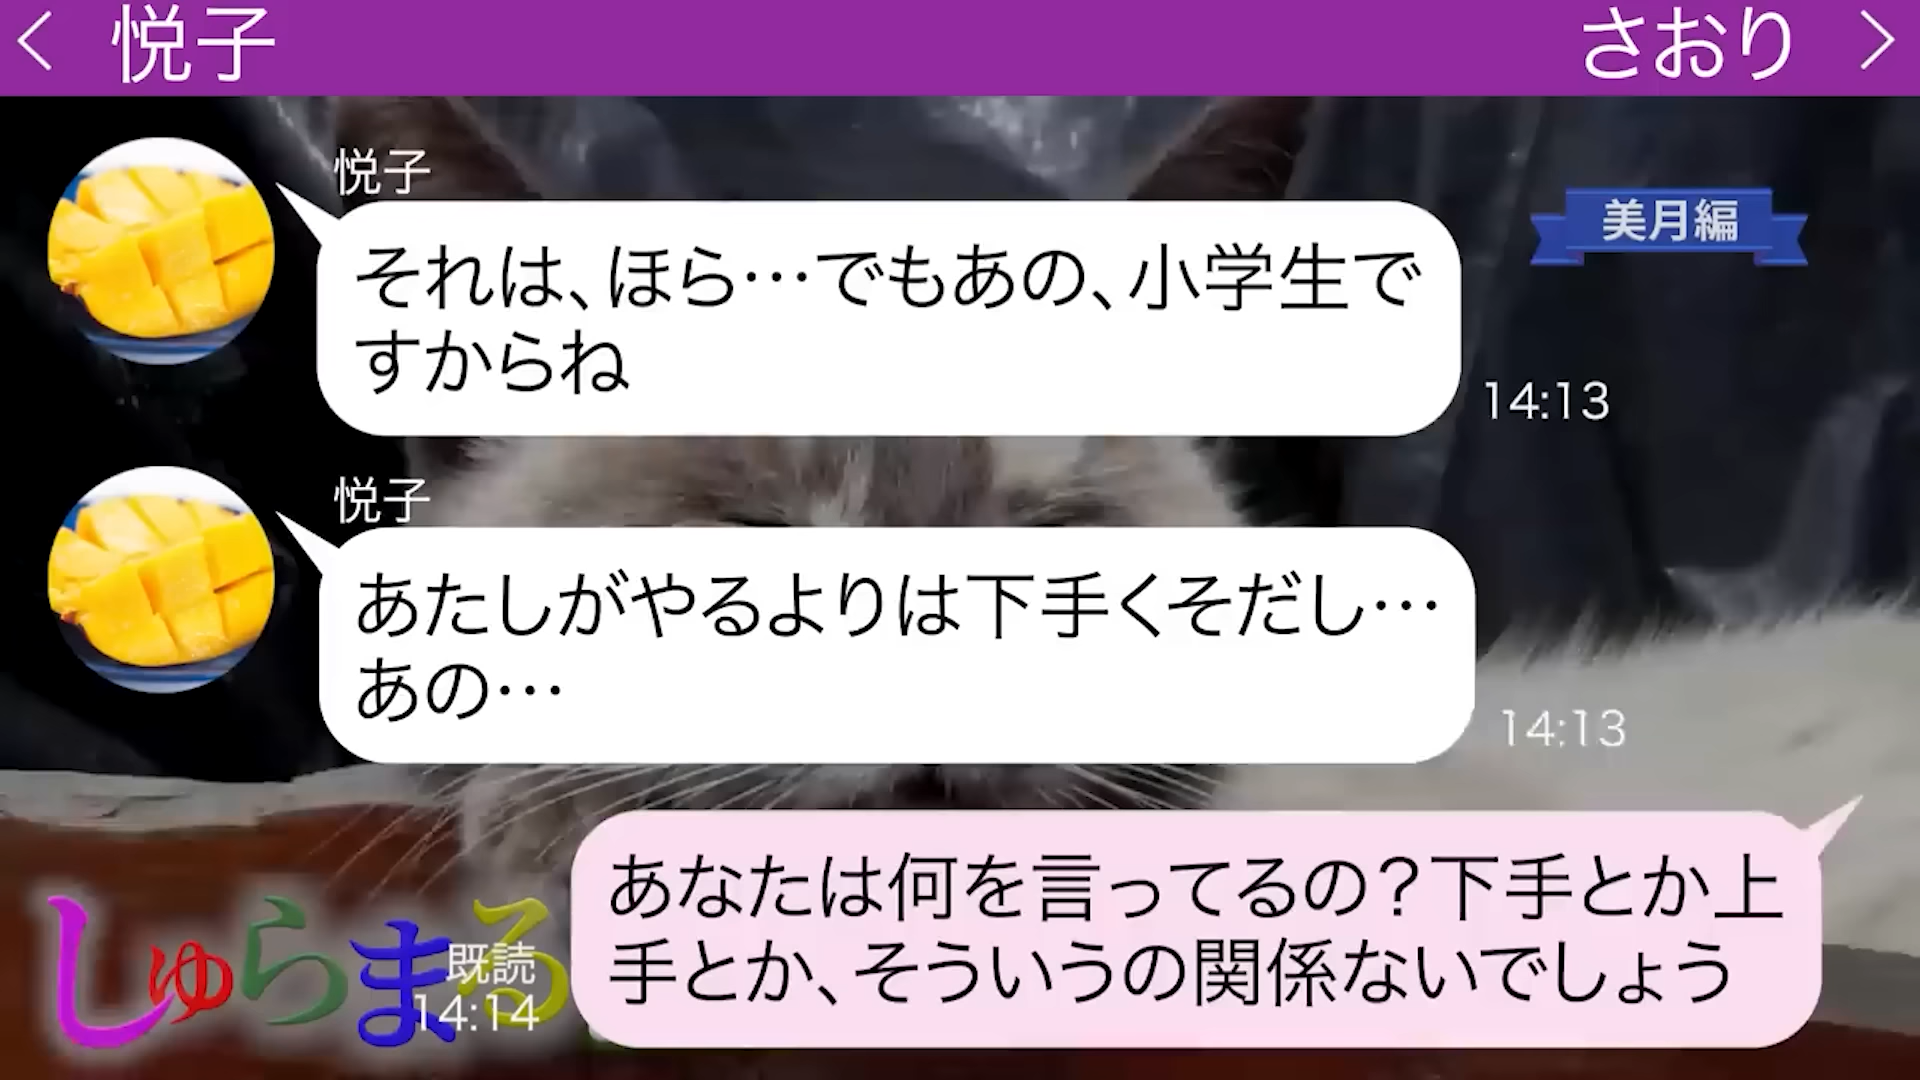 悦子
さおり
悦子
美月編
それは、ほら…でもあの、小学生で
すからね
14:13
悦子
あたしがやるよりは下手くそだし…
あの…
14:13
あなたは何を言ってるの？下手とか上
手とか、そういうの関係ないでしょう
既読
14:14
しゅらまる